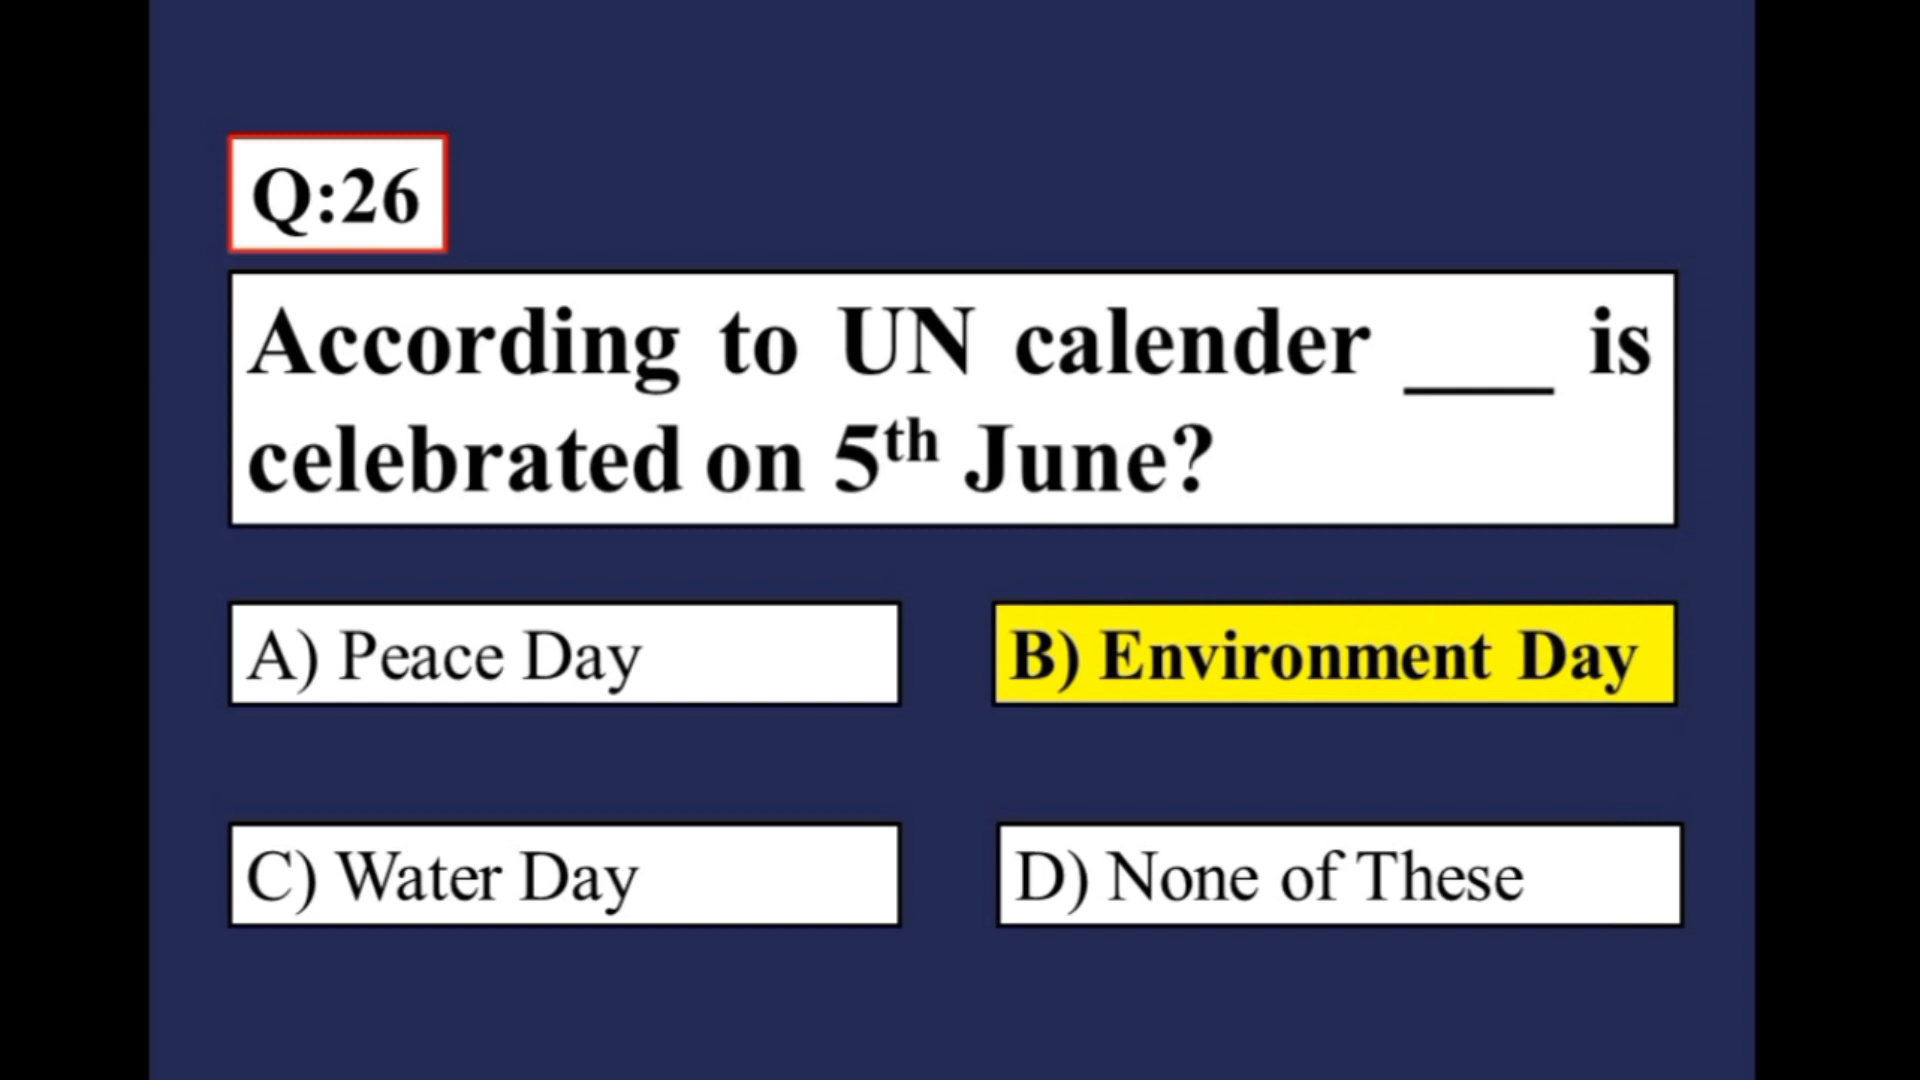 Q:26
According to UN calender ___ is
celebrated on 5th June?
A) Peace Day
B) Environment Day
C) Water Day
D) None of These